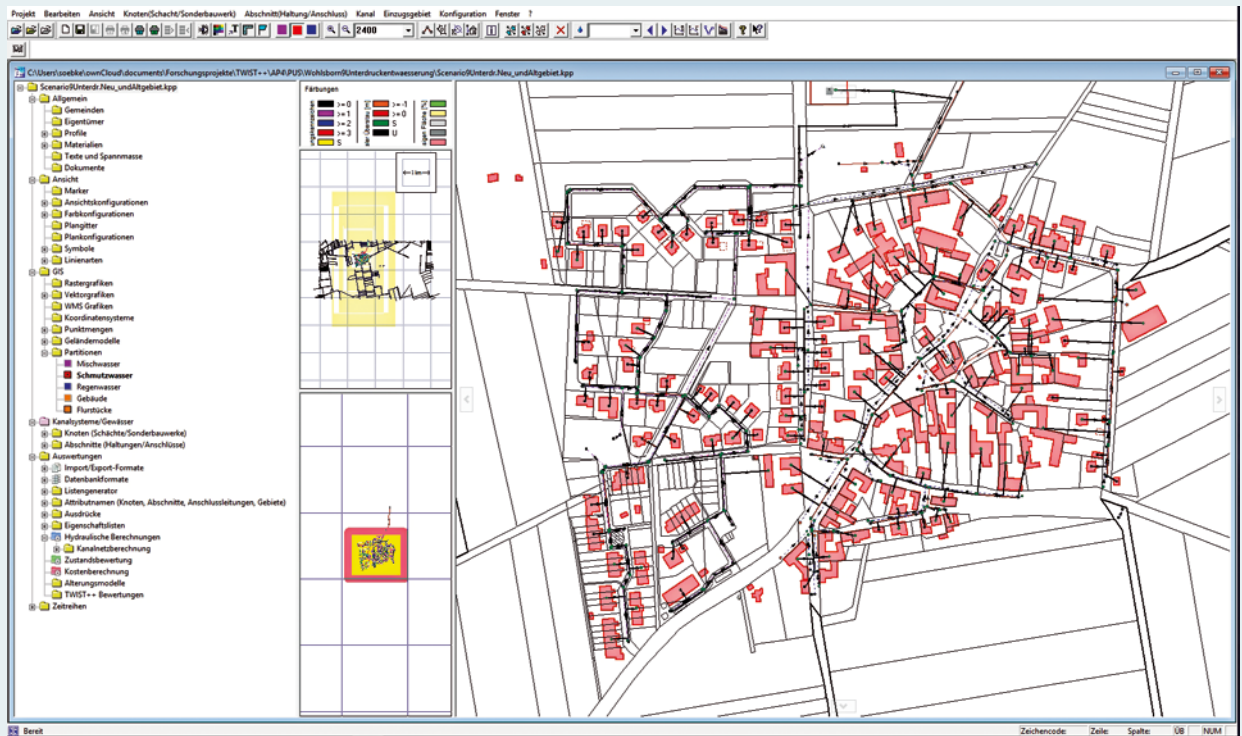 Projekt Bearbeiten Ansicht Knoten(Schacht/Sonderbauwerk) Abschnitt(Haltung/Anschluss) Kanal Einzugsgebiet Konfiguration Fenster ?
2400
C:\Users\soebke\ownCloud\documents\Forschungsprojekte\TWIST++\AP4\PUS\Wohlsborn9Unterdruckentwaesserung\Scenario9Unterdr.Neu_undAltgebiet.kpp
Scenario9Unterdr.Neu_undAltgebiet.kpp
Allgemein
Gemeinden
Eigentümer
Profile
Materialien
Texte und Spannmasse
Dokumente
Ansicht
Marker
Ansichtskonfigurationen
Farbkonfigurationen
Plangitter
Plankonfigurationen
Symbole
Linienarten
GIS
Rastergrafiken
Vektorgrafiken
WMS Grafiken
Koordinatensysteme
Punktmengen
Geländemodelle
Partitionen
Mischwasser
Schmutzwasser
Regenwasser
Gebäude
Flurstücke
Kanalsysteme/Gewässer
Knoten (Schächte/Sonderbauwerke)
Abschnitte (Haltungen/Anschlüsse)
Auswertungen
Import/Export-Formate
Datenbankformate
Listengenerator
Attributnamen (Knoten, Abschnitte, Anschlussleitungen, Gebiete)
Ausdrücke
Eigenschaftslisten
Hydraulische Berechnungen
Kanalnetzberechnung
Zustandsbewertung
Kostenberechnung
Alterungsmodelle
TWIST++ Bewertungen
Zeitreihen
Färbungen
>=0 >=-1
>=1 >=0
>=2 S
>=3 U
S
Bereit Zeichencode: Zeile: Spalte: ÜB NUM